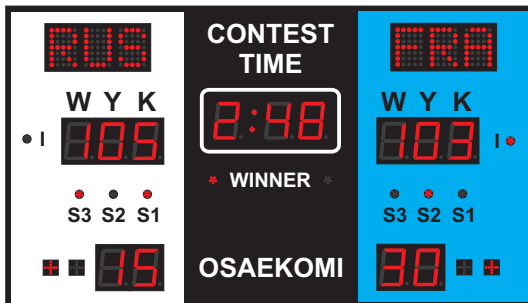 RUS CONTEST TIME FRA
W Y K 2:48 W Y K
I 105 103 I
WINNER
S3 S2 S1 S3 S2 S1
15 OSAEKOMI 30